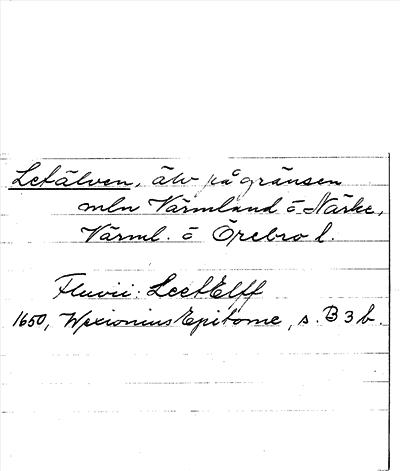 Letälven, älv på gränsen
mln Värmland o. Närke,
Värml. o. Örebro l.
Fluvii: LeetElff
1650, Wexionius Epitome, s. B 3 b.